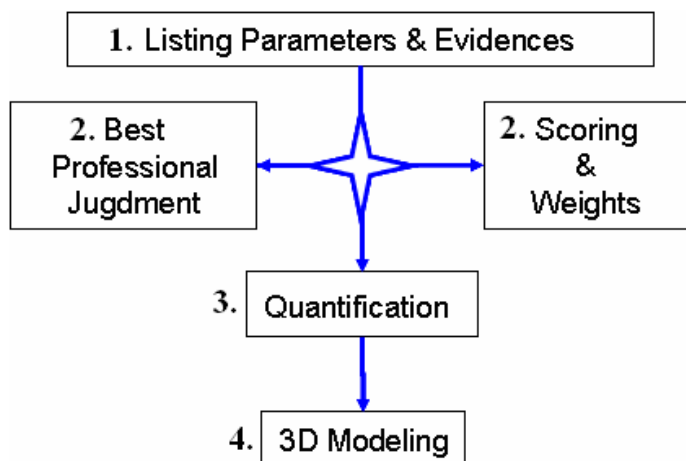 1. Listing Parameters & Evidences
2. Best
Professional
Jugdment
2. Scoring
&
Weights
3. Quantification
4. 3D Modeling